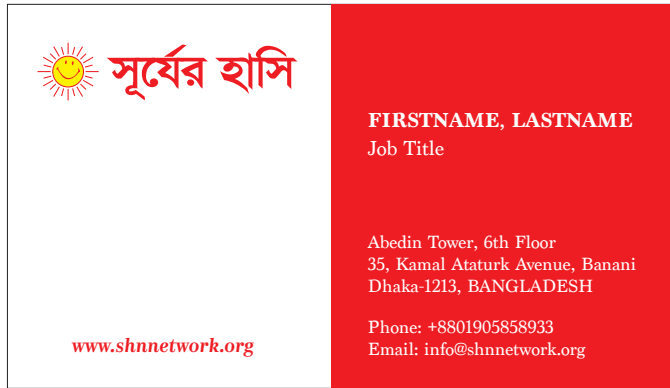 সূর্যের হাসি
www.shnnetwork.org
FIRSTNAME, LASTNAME
Job Title
Abedin Tower, 6th Floor
35, Kamal Ataturk Avenue, Banani
Dhaka-1213, BANGLADESH
Phone: +8801905858933
Email: info@shnnetwork.org